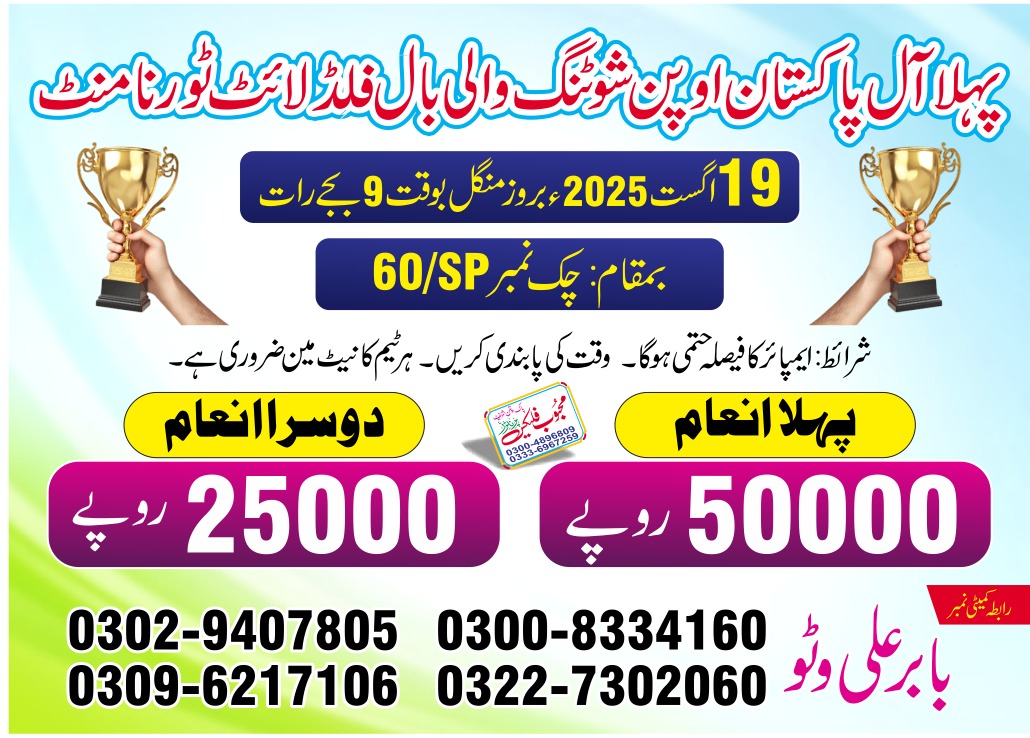 پہلا آل پاکستان اوپن شوٹنگ والی بال فلڈ لائٹ ٹورنامنٹ
19 اگست 2025ء بروز منگل بوقت 9 بجے رات
بمقام: چک نمبر 60/SP
شرائط: ایمپائر کا فیصلہ حتمی ہوگا۔ وقت کی پابندی کریں۔ ہر ٹیم کا نیٹ مین ضروری ہے۔
پہلا انعام
50000 روپے
محبوب فلیکس
0300-4896809
0333-6967259
دوسرا انعام
25000 روپے
رابطہ کمیٹی نمبر
بابر علی وٹو
0300-8334160 0302-9407805
0322-7302060 0309-6217106